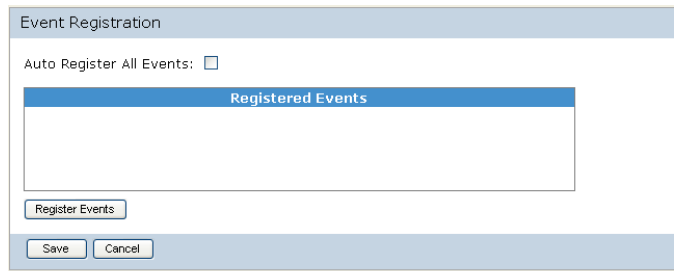 Event Registration
Auto Register All Events:
Registered Events
Register Events
Save Cancel